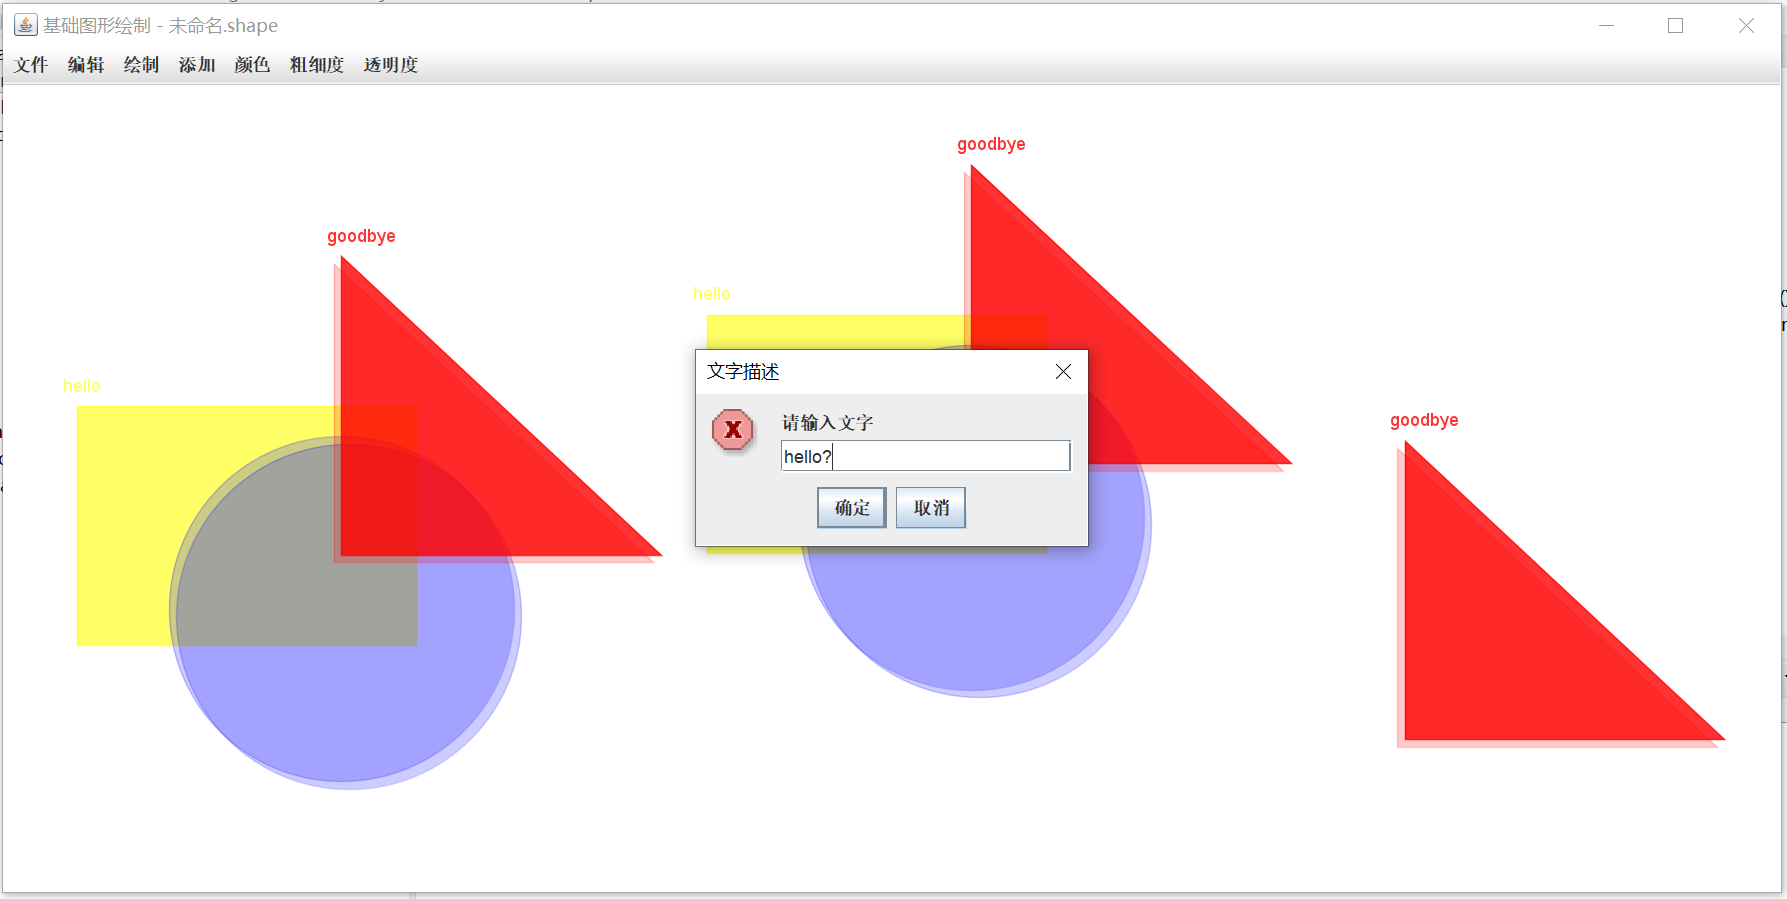 基础图形绘制 - 未命名.shape
文件 编辑 绘制 添加 颜色 粗细度 透明度
goodbye
goodbye
hello
文字描述
hello
请输入文字
goodbye
hello?
确定 取消